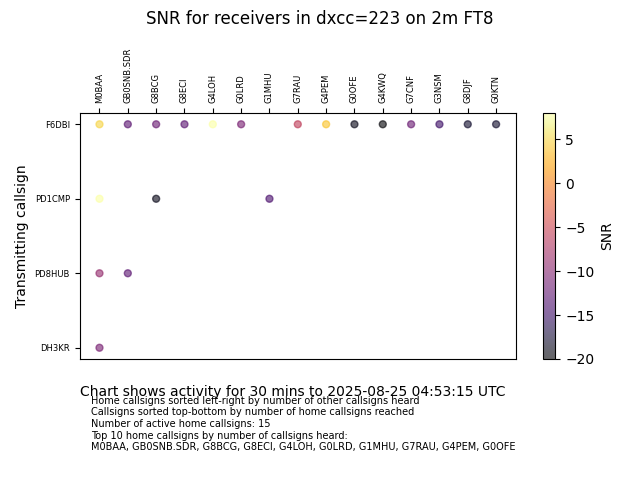 SNR for receivers in dxcc=223 on 2m FT8
M0BAA
GB0SNB.SDR
G8BCG
G8ECI
G4LOH
G0LRD
G1MHU
G7RAU
G4PEM
G0OFE
G4KWQ
G7CNF
G3NSM
G8DJF
G0KTN
Transmitting callsign
F6DBI
PD1CMP
PD8HUB
DH3KR
5
0
−5
−10
−15
−20
SNR
Chart shows activity for 30 mins to 2025-08-25 04:53:15 UTC
Home callsigns sorted left-right by number of other callsigns heard
Callsigns sorted top-bottom by number of home callsigns reached
Number of active home callsigns: 15
Top 10 home callsigns by number of callsigns heard:
M0BAA, GB0SNB.SDR, G8BCG, G8ECI, G4LOH, G0LRD, G1MHU, G7RAU, G4PEM, G0OFE